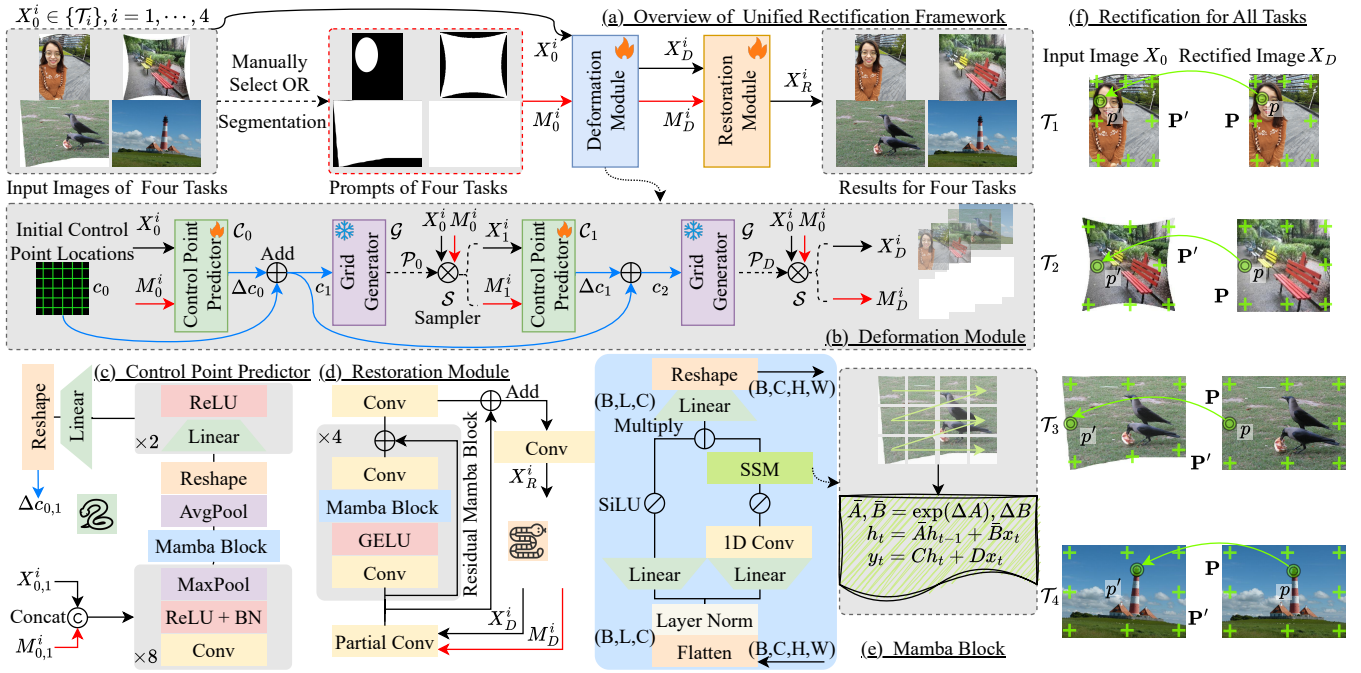 X_0^i ∈ {𝒯_i}, i = 1, ⋯ , 4
(a) Overview of Unified Rectification Framework
Manually
Select OR
Segmentation
X_0^i
M_0^i
Deformation
Module
X_D^i
M_D^i
Restoration
Module
X_R^i
Input Images of Four Tasks
Prompts of Four Tasks
Results for Four Tasks
Initial Control
Point Locations
c_0
X_0^i
M_0^i
Control Point
Predictor
𝒞_0
Δc_0
Add
c_1
Grid
Generator
𝒢
𝒫_0
X_0^i M_0^i
𝒮
Sampler
X_1^i
M_1^i
Control Point
Predictor
𝒞_1
Δc_1
c_2
Grid
Generator
𝒢
𝒫_D
X_0^i M_0^i
𝒮
X_D^i
M_D^i
(b) Deformation Module
(c) Control Point Predictor
Reshape
Linear
ReLU
Linear
×2
Reshape
AvgPool
Mamba Block
MaxPool
ReLU + BN
Conv
×8
Δc_{0,1}
X_{0,1}^i
Concat
C
M_{0,1}^i
(d) Restoration Module
Conv
Add
×4
Conv
Mamba Block
GELU
Conv
Residual Mamba Block
Partial Conv
X_D^i
M_D^i
Conv
X_R^i
Reshape
(B,C,H,W)
(B,L,C)
Linear
Multiply
SSM
SiLU
1D Conv
Linear
Linear
Layer Norm
(B,L,C)
Flatten
(B,C,H,W)
Ā, B̄ = exp(ΔA), ΔB
h_t = Āh_{t−1} + B̄x_t
y_t = Ch_t + Dx_t
(e) Mamba Block
(f) Rectification for All Tasks
Input Image X_0
Rectified Image X_D
𝒯_1
p′
P′
P
p
𝒯_2
p′
P′
P
p
𝒯_3
p′
P
P′
p
𝒯_4
p′
P
P′
p